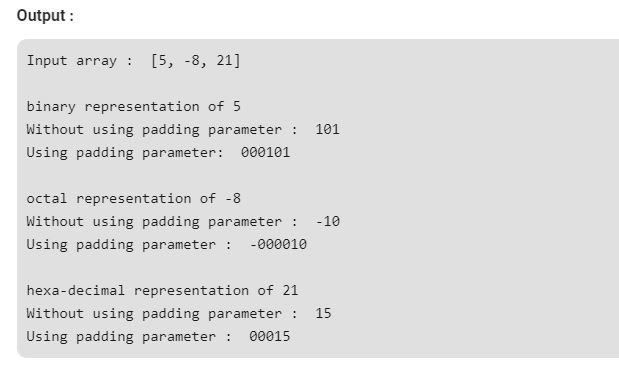 Output :
Input array :  [5, -8, 21]
binary representation of 5
Without using padding parameter :  101
Using padding parameter:  000101
octal representation of -8
Without using padding parameter :  -10
Using padding parameter :  -000010
hexa-decimal representation of 21
Without using padding parameter :  15
Using padding parameter :  00015